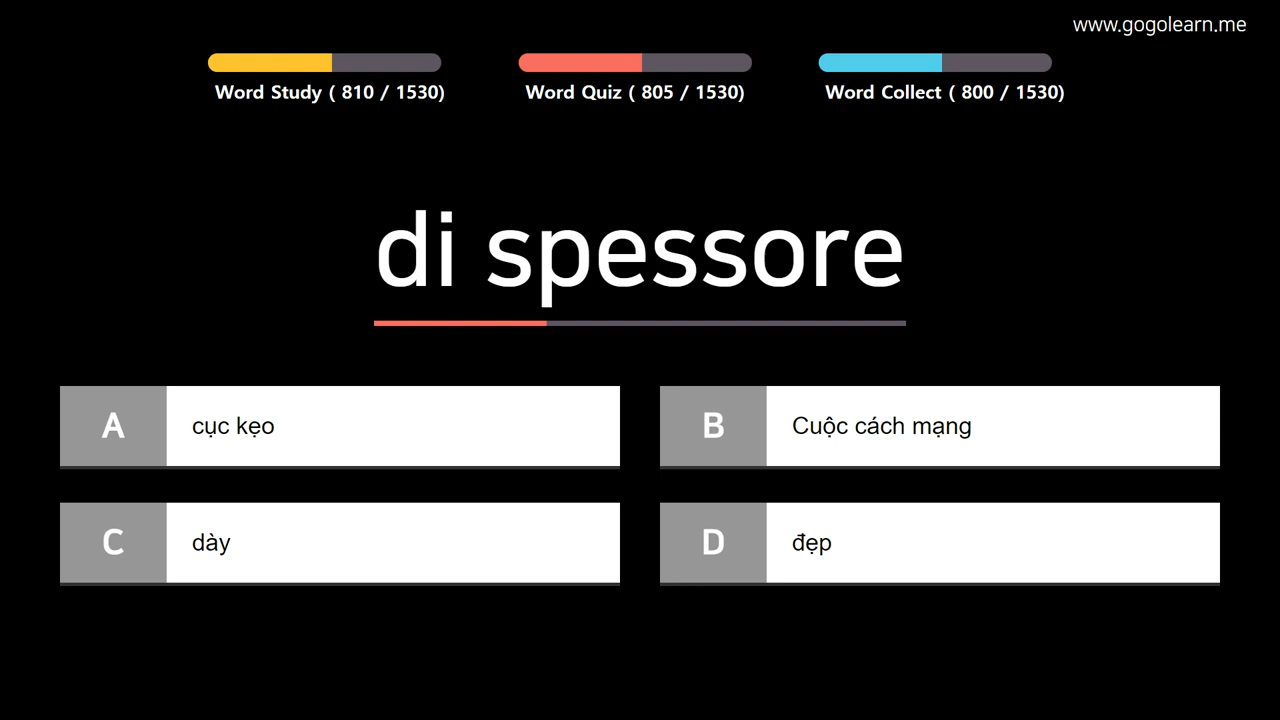 www.gogolearn.me
Word Study ( 810 / 1530)
Word Quiz ( 805 / 1530)
Word Collect ( 800 / 1530)
di spessore
A
cục kẹo
B
Cuộc cách mạng
C
dày
D
đẹp